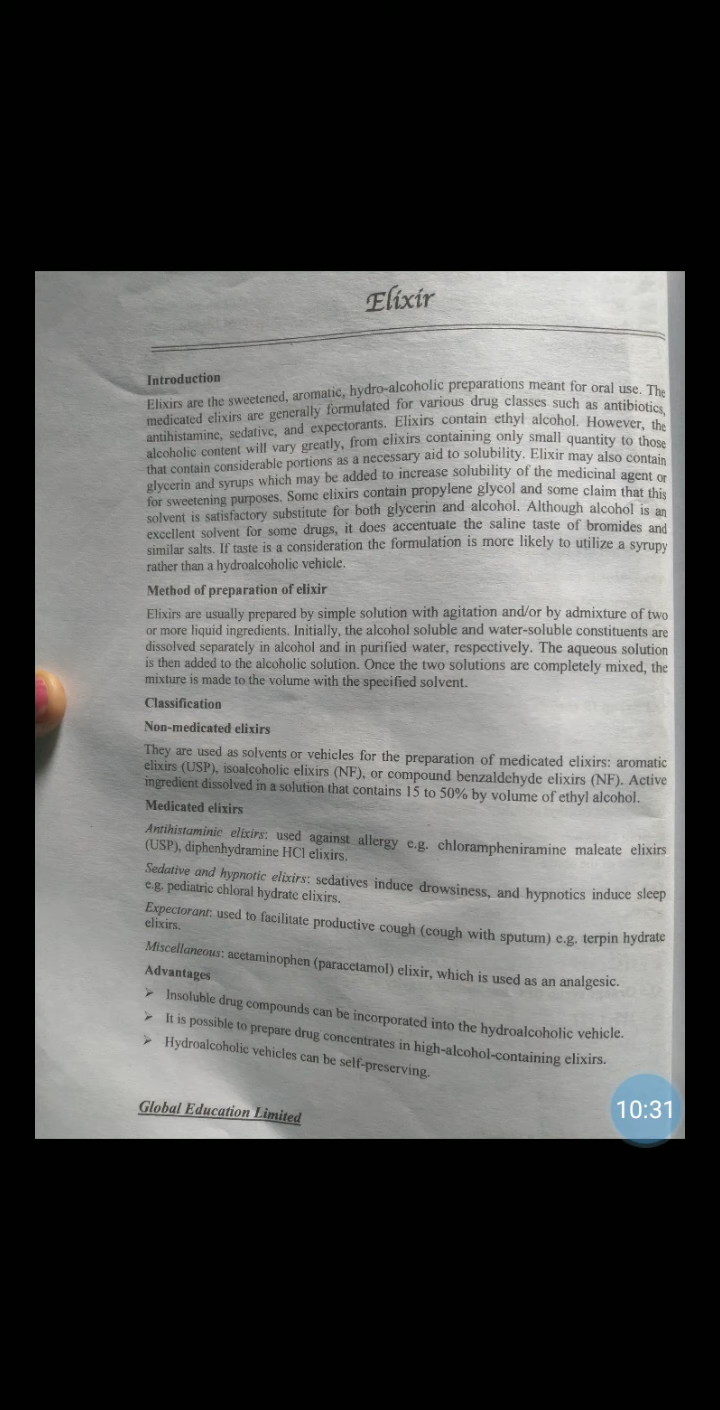 Elixir
Introduction
Elixirs are the sweetened, aromatic, hydro-alcoholic preparations meant for oral use. The
medicated elixirs are generally formulated for various drug classes such as antibiotics,
antihistamine, sedative, and expectorants. Elixirs contain ethyl alcohol. However, the
alcoholic content will vary greatly, from elixirs containing only small quantity to those
that contain considerable portions as a necessary aid to solubility. Elixir may also contain
glycerin and syrups which may be added to increase solubility of the medicinal agent or
for sweetening purposes. Some elixirs contain propylene glycol and some claim that this
solvent is satisfactory substitute for both glycerin and alcohol. Although alcohol is an
excellent solvent for some drugs, it does accentuate the saline taste of bromides and
similar salts. If taste is a consideration the formulation is more likely to utilize a syrupy
rather than a hydroalcoholic vehicle.
Method of preparation of elixir
Elixirs are usually prepared by simple solution with agitation and/or by admixture of two
or more liquid ingredients. Initially, the alcohol soluble and water-soluble constituents are
dissolved separately in alcohol and in purified water, respectively. The aqueous solution
is then added to the alcoholic solution. Once the two solutions are completely mixed, the
mixture is made to the volume with the specified solvent.
Classification
Non-medicated elixirs
They are used as solvents or vehicles for the preparation of medicated elixirs: aromatic
elixirs (USP), isoalcoholic elixirs (NF), or compound benzaldehyde elixirs (NF). Active
ingredient dissolved in a solution that contains 15 to 50% by volume of ethyl alcohol.
Medicated elixirs
Antihistaminic elixirs: used against allergy e.g. chlorampheniramine maleate elixirs
(USP), diphenhydramine HCl elixirs.
Sedative and hypnotic elixirs: sedatives induce drowsiness, and hypnotics induce sleep
e.g. pediatric chloral hydrate elixirs.
Expectorant: used to facilitate productive cough (cough with sputum) e.g. terpin hydrate
elixirs.
Miscellaneous: acetaminophen (paracetamol) elixir, which is used as an analgesic.
Advantages
➢ Insoluble drug compounds can be incorporated into the hydroalcoholic vehicle.
➢ It is possible to prepare drug concentrates in high-alcohol-containing elixirs.
➢ Hydroalcoholic vehicles can be self-preserving.
Global Education Limited
10:31